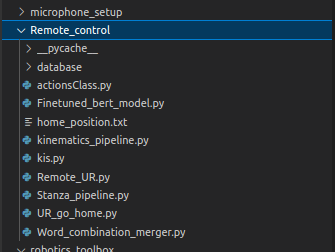 microphone_setup
Remote_control
__pycache__
database
actionsClass.py
Finetuned_bert_model.py
home_position.txt
kinematics_pipeline.py
kis.py
Remote_UR.py
Stanza_pipeline.py
UR_go_home.py
Word_combination_merger.py
robotics_toolbox